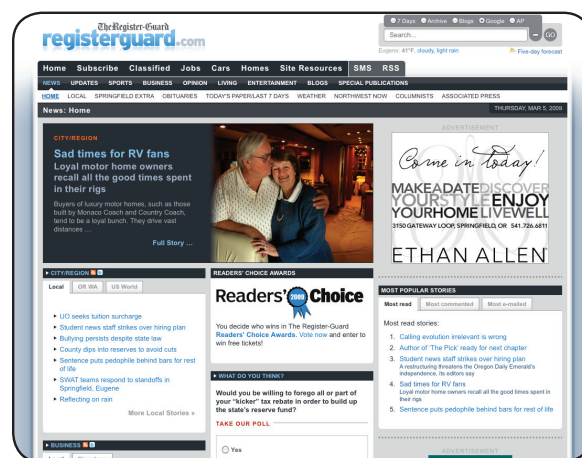 The Register-Guard
registerguard.com
7 Days Archive Blogs Google AP
Search...
GO
Eugene: 41°F, cloudy, light rain
Five-day forecast
Home Subscribe Classified Jobs Cars Homes Site Resources SMS RSS
NEWS UPDATES SPORTS BUSINESS OPINION LIVING ENTERTAINMENT BLOGS SPECIAL PUBLICATIONS
HOME LOCAL SPRINGFIELD EXTRA OBITUARIES TODAY'S PAPER/LAST 7 DAYS WEATHER NORTHWEST NOW COLUMNISTS ASSOCIATED PRESS
News: Home
THURSDAY, MAR 5, 2009
CITY/REGION
Sad times for RV fans
Loyal motor home owners
recall all the good times spent
in their rigs
Buyers of luxury motor homes, such as those
built by Monaco Coach and Country Coach,
tend to be a loyal bunch. They drive vast
distances ...
Full Story ...
ADVERTISEMENT
Come in today!
MAKEADATEDISCOVER
YOURSTYLEENJOY
YOURHOMELIVEWELL
3150 GATEWAY LOOP, SPRINGFIELD, OR 541.726.6811
ETHAN ALLEN
CITY/REGION
Local OR WA US World
UO seeks tuition surcharge
Student news staff strikes over hiring plan
Bullying persists despite state law
County dips into reserves to avoid cuts
Sentence puts pedophile behind bars for rest
of life
SWAT teams respond to standoffs in
Springfield, Eugene
Reflecting on rain
More Local Stories »
BUSINESS
READERS' CHOICE AWARDS
Readers' 2009 Choice
You decide who wins in The Register-Guard
Readers' Choice Awards. Vote now and enter to
win free tickets!
WHAT DO YOU THINK?
Would you be willing to forego all or part of
your "kicker" tax rebate in order to build up
the state's reserve fund?
TAKE OUR POLL
Yes
MOST POPULAR STORIES
Most read Most commented Most e-mailed
Most read stories:
1. Calling evolution irrelevant is wrong
2. Author of 'The Pick' ready for next chapter
3. Student news staff strikes over hiring plan
A restructuring threatens the Oregon Daily Emerald's
independence, its editors say
4. Sad times for RV fans
Loyal motor home owners recall all the good times spent in
their rigs
5. Sentence puts pedophile behind bars for rest of life
ADVERTISEMENT